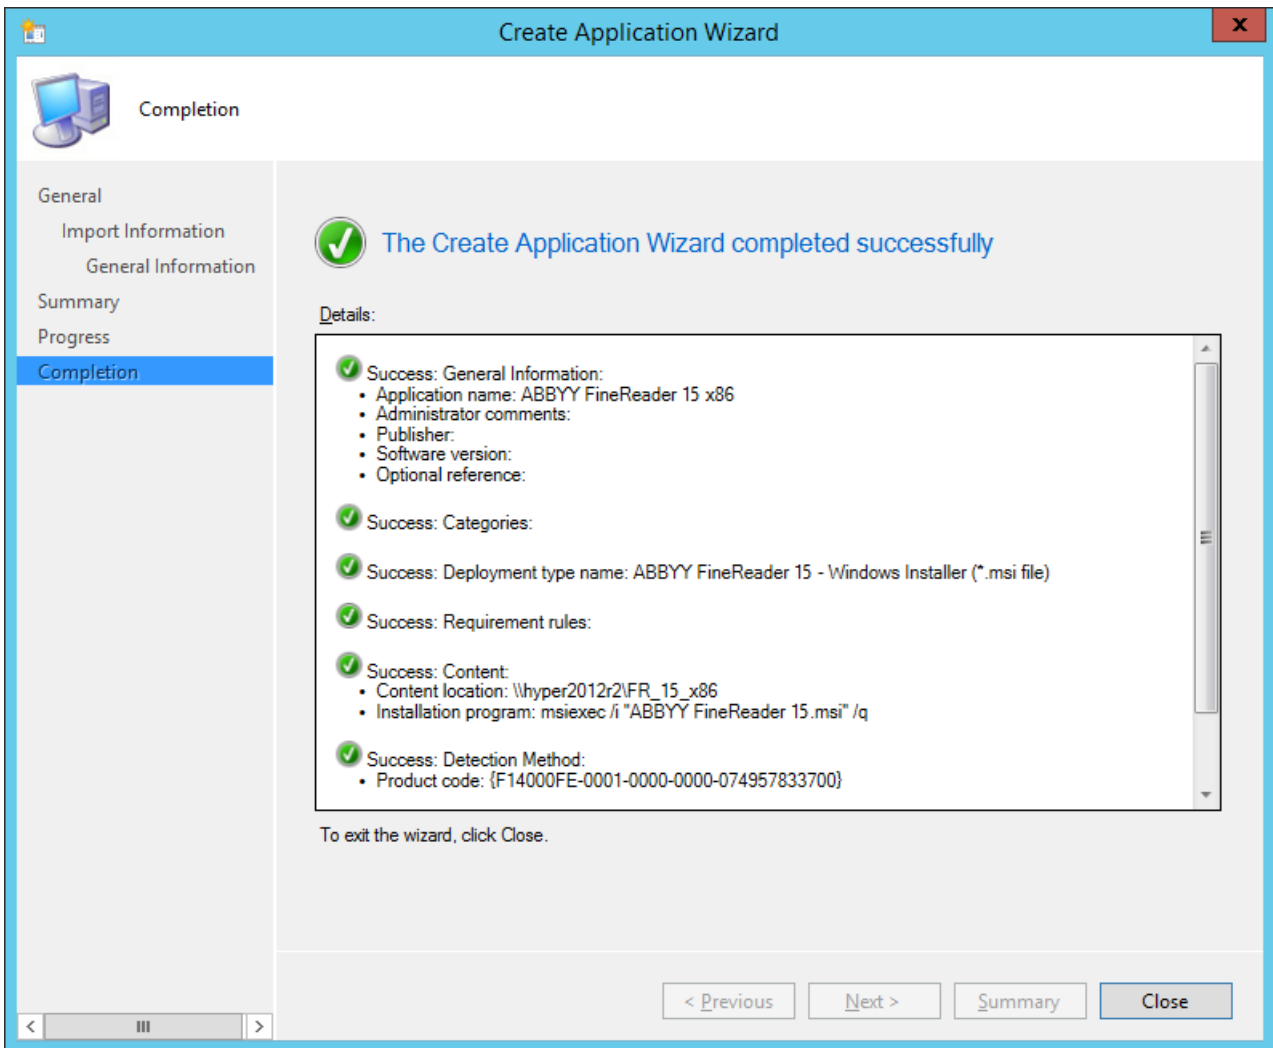 Create Application Wizard
x
Completion
General
Import Information
General Information
Summary
Progress
Completion
The Create Application Wizard completed successfully
Details:
Success: General Information:
• Application name: ABBYY FineReader 15 x86
• Administrator comments:
• Publisher:
• Software version:
• Optional reference:
Success: Categories:
Success: Deployment type name: ABBYY FineReader 15 - Windows Installer (*.msi file)
Success: Requirement rules:
Success: Content:
• Content location: \\hyper2012r2\FR_15_x86
• Installation program: msiexec /i "ABBYY FineReader 15.msi" /q
Success: Detection Method:
• Product code: {F14000FE-0001-0000-0000-074957833700}
To exit the wizard, click Close.
< Previous
Next >
Summary
Close